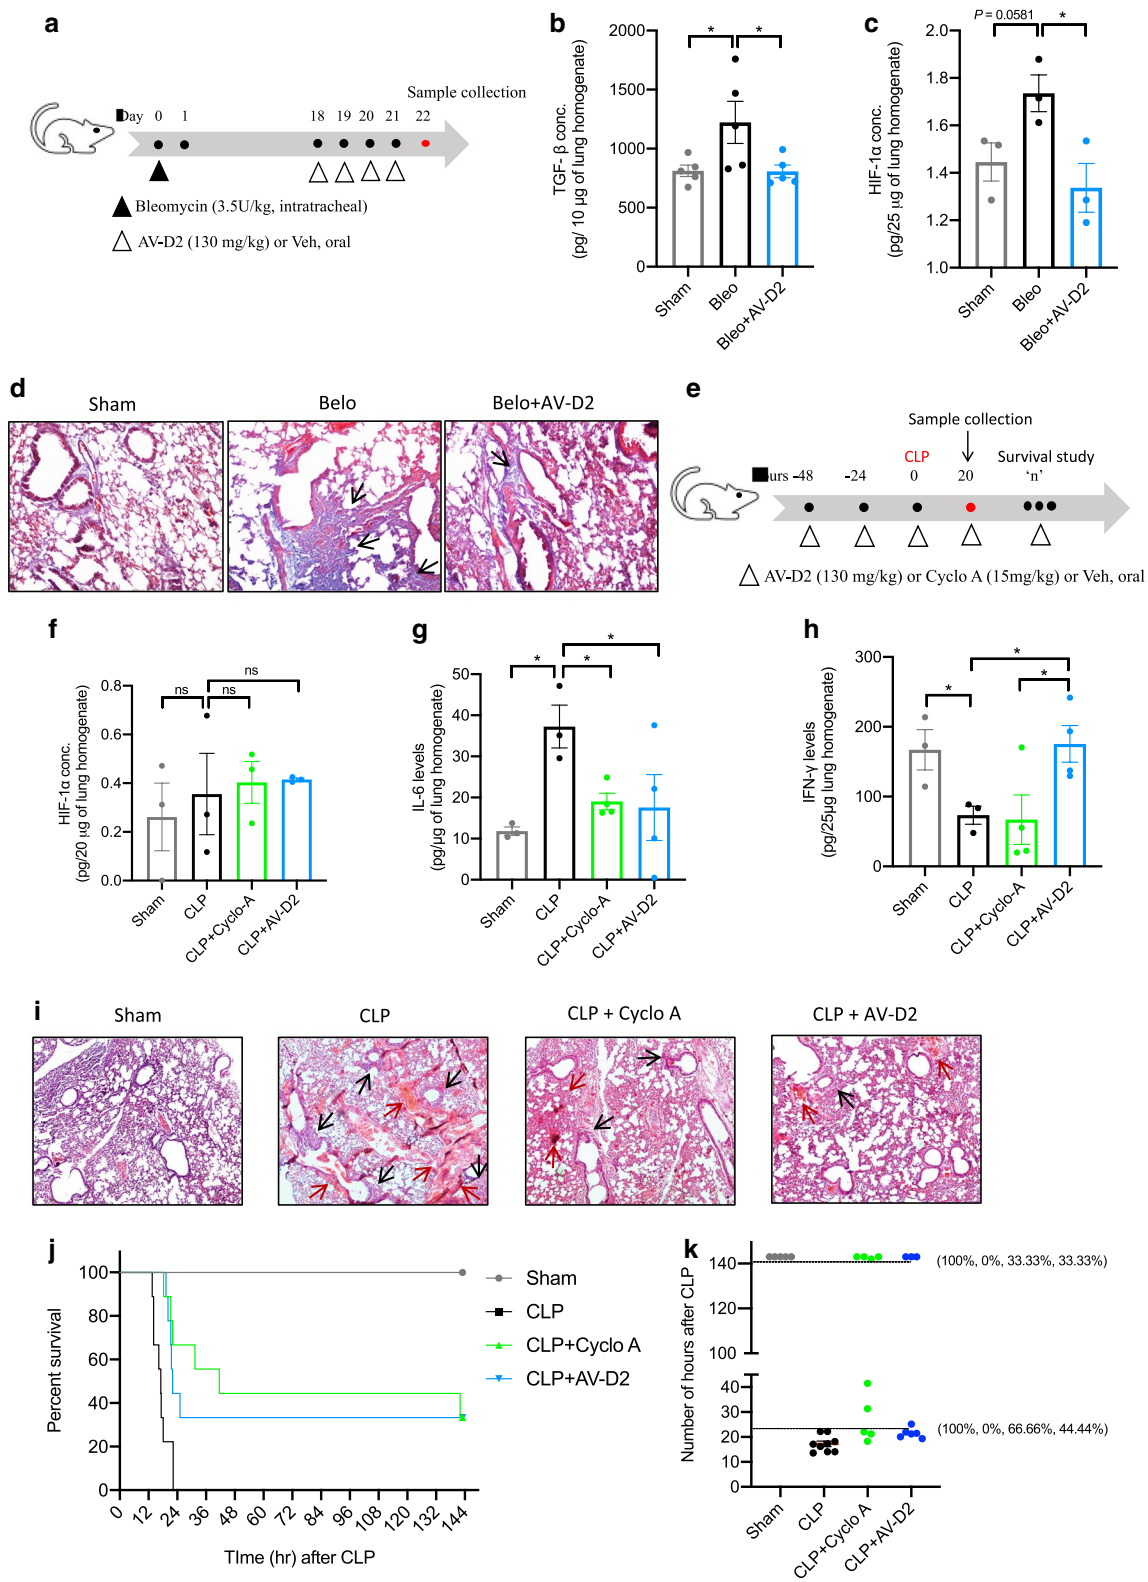 a
Day 0 1 18 19 20 21 22
Sample collection
Bleomycin (3.5U/kg, intratracheal)
AV-D2 (130 mg/kg) or Veh, oral
b
TGF- β conc.
(pg/ 10 µg of lung homogenate)
2000
1500
1000
500
0
* *
Sham Bleo Bleo+AV-D2
c
HIF-1α conc.
(pg/25 µg of lung homogenate)
2.0
1.8
1.6
1.4
1.2
1.0
P = 0.0581 *
Sham Bleo Bleo+AV-D2
d
Sham Belo Belo+AV-D2
e
Sample collection
CLP
Survival study
ours -48 -24 0 20 ‘n’
AV-D2 (130 mg/kg) or Cyclo A (15mg/kg) or Veh, oral
f
HIF-1α conc.
(pg/20 µg of lung homogenate)
0.8
0.6
0.4
0.2
0.0
ns
ns ns
Sham CLP CLP+Cyclo-A CLP+AV-D2
g
IL-6 levels
(pg/µg of lung homogenate)
50
40
30
20
10
0
*
* *
Sham CLP CLP+Cyclo-A CLP+AV-D2
h
IFN-γ levels
(pg/25µg lung homogenate)
300
200
100
0
*
* *
Sham CLP CLP+Cyclo-A CLP+AV-D2
i
Sham CLP CLP + Cyclo A CLP + AV-D2
j
Percent survival
100
80
60
40
20
0
0 12 24 36 48 60 72 84 96 108 120 132 144
TIme (hr) after CLP
Sham
CLP
CLP+Cyclo A
CLP+AV-D2
k
Number of hours after CLP
140
120
100
40
30
20
10
0
(100%, 0%, 33.33%, 33.33%)
(100%, 0%, 66.66%, 44.44%)
Sham CLP CLP+Cyclo A CLP+AV-D2